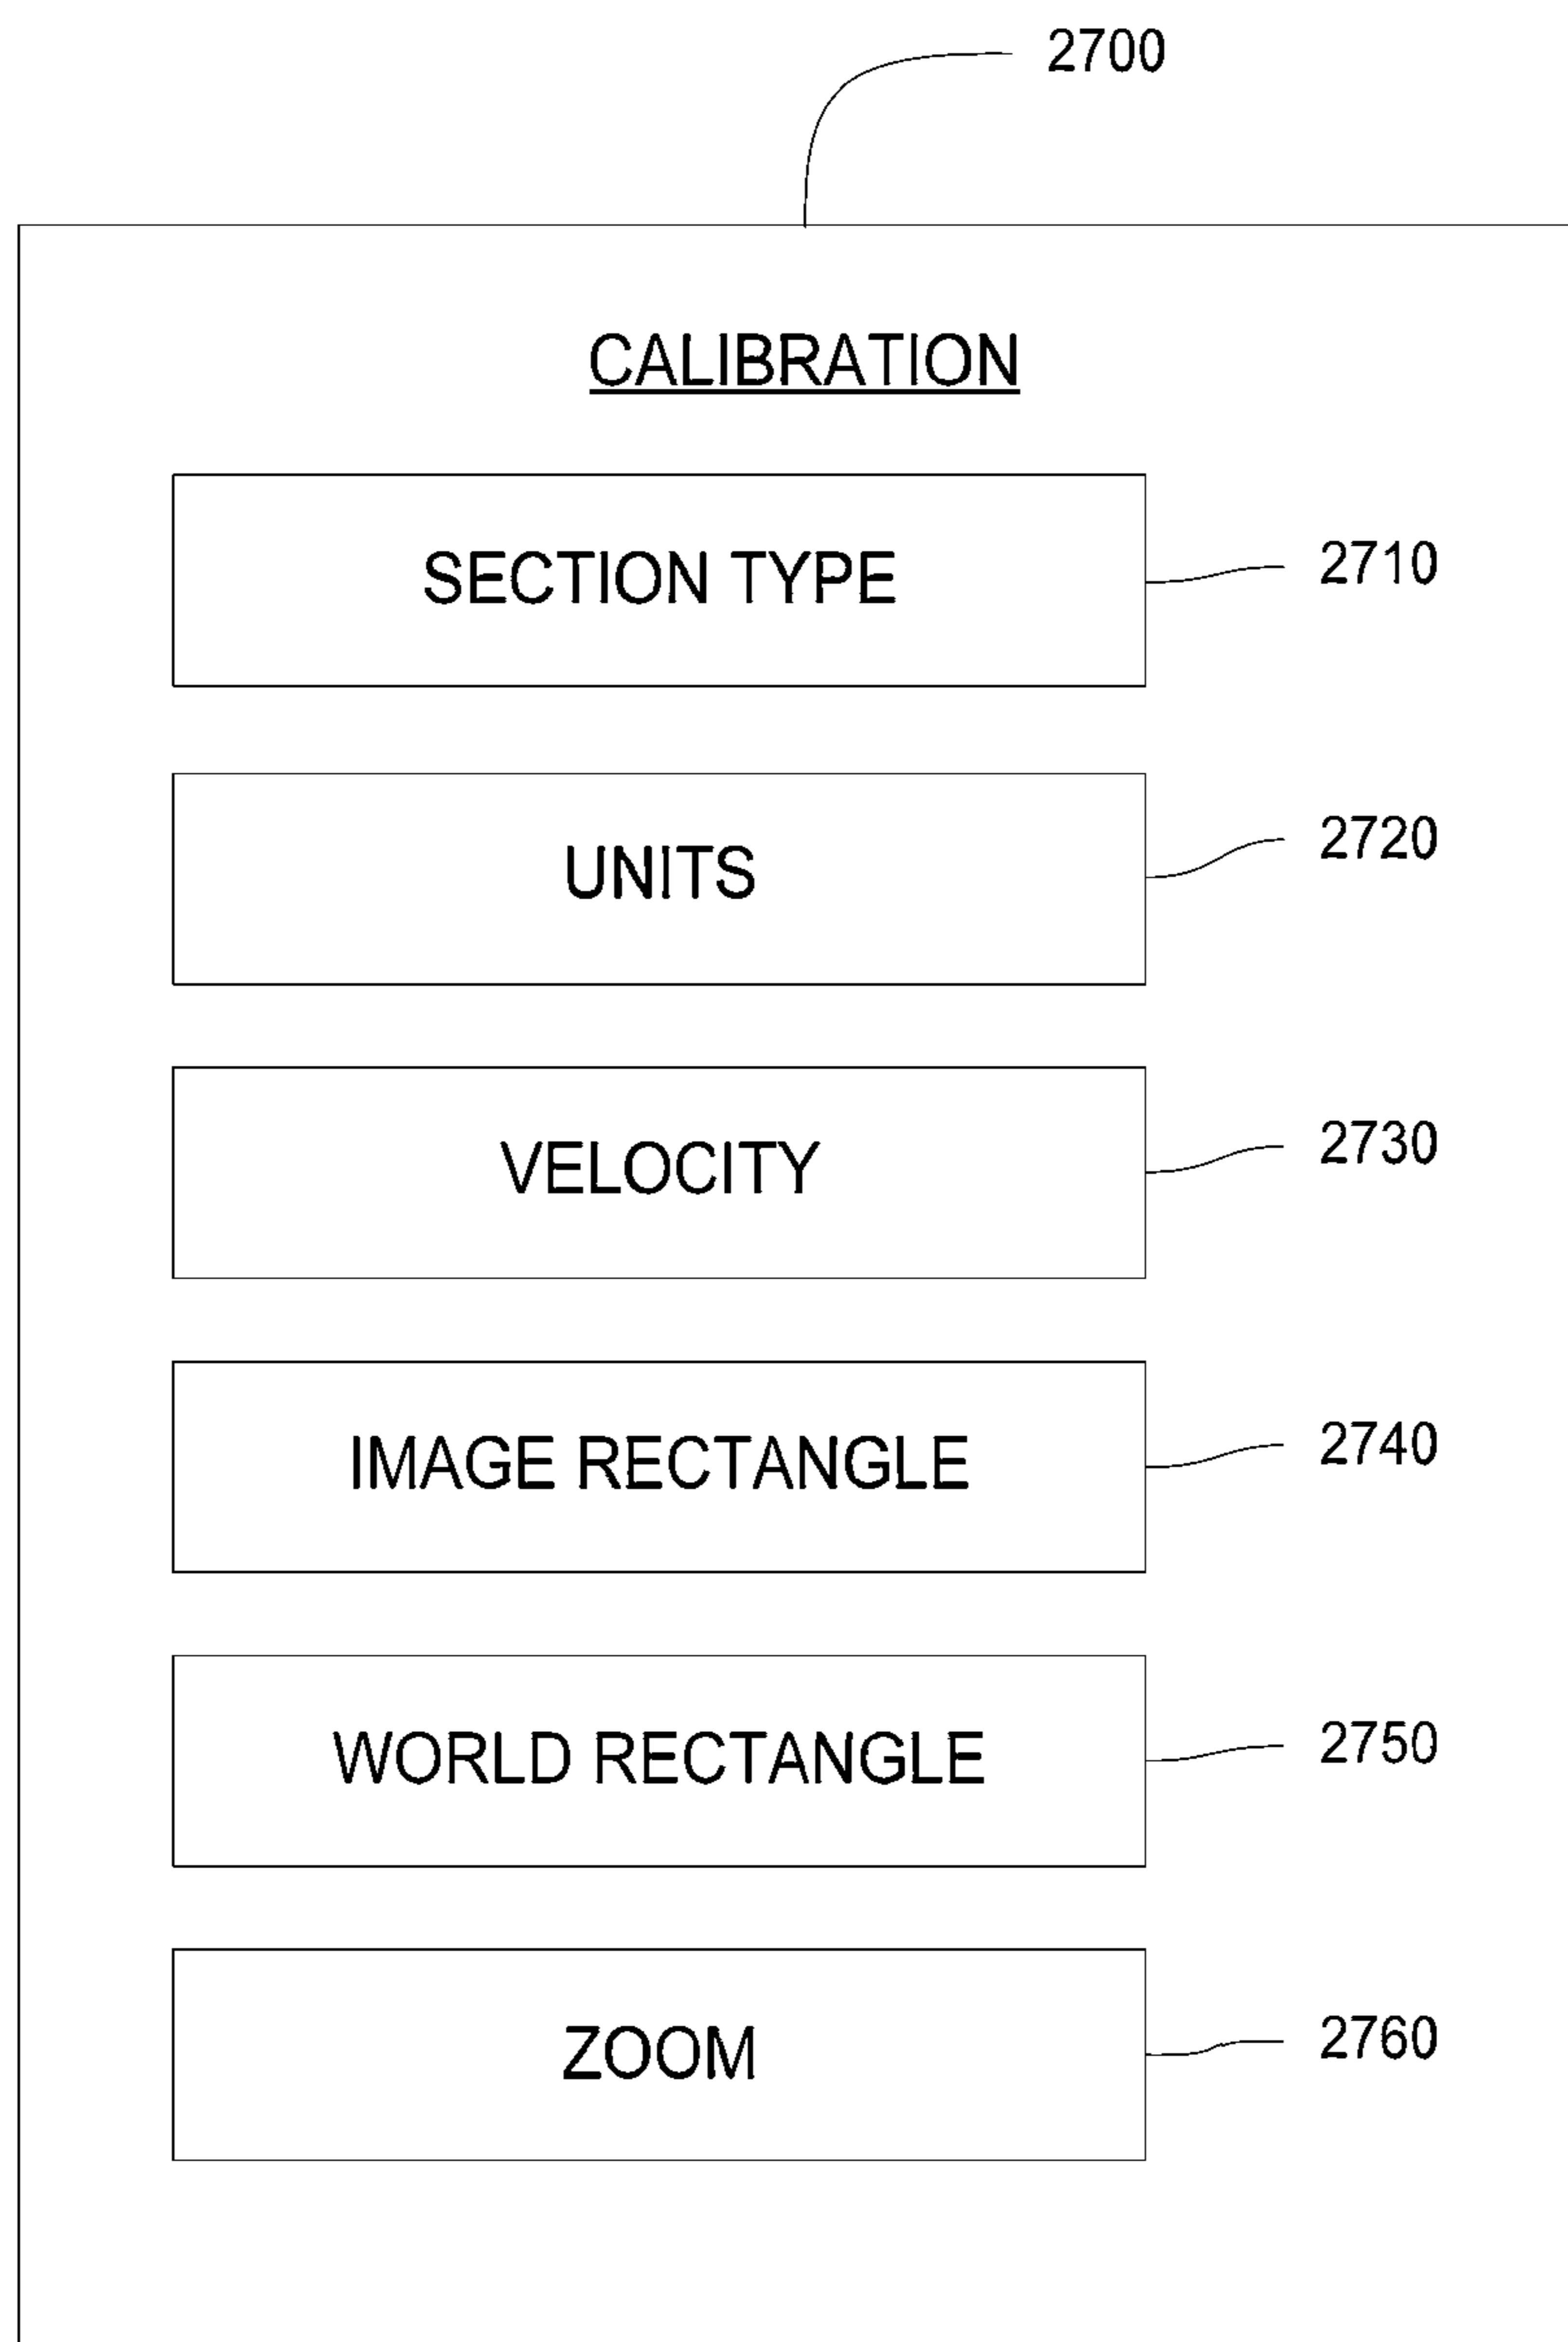 2700
CALIBRATION
SECTION TYPE
2710
UNITS
2720
VELOCITY
2730
IMAGE RECTANGLE
2740
WORLD RECTANGLE
2750
ZOOM
2760